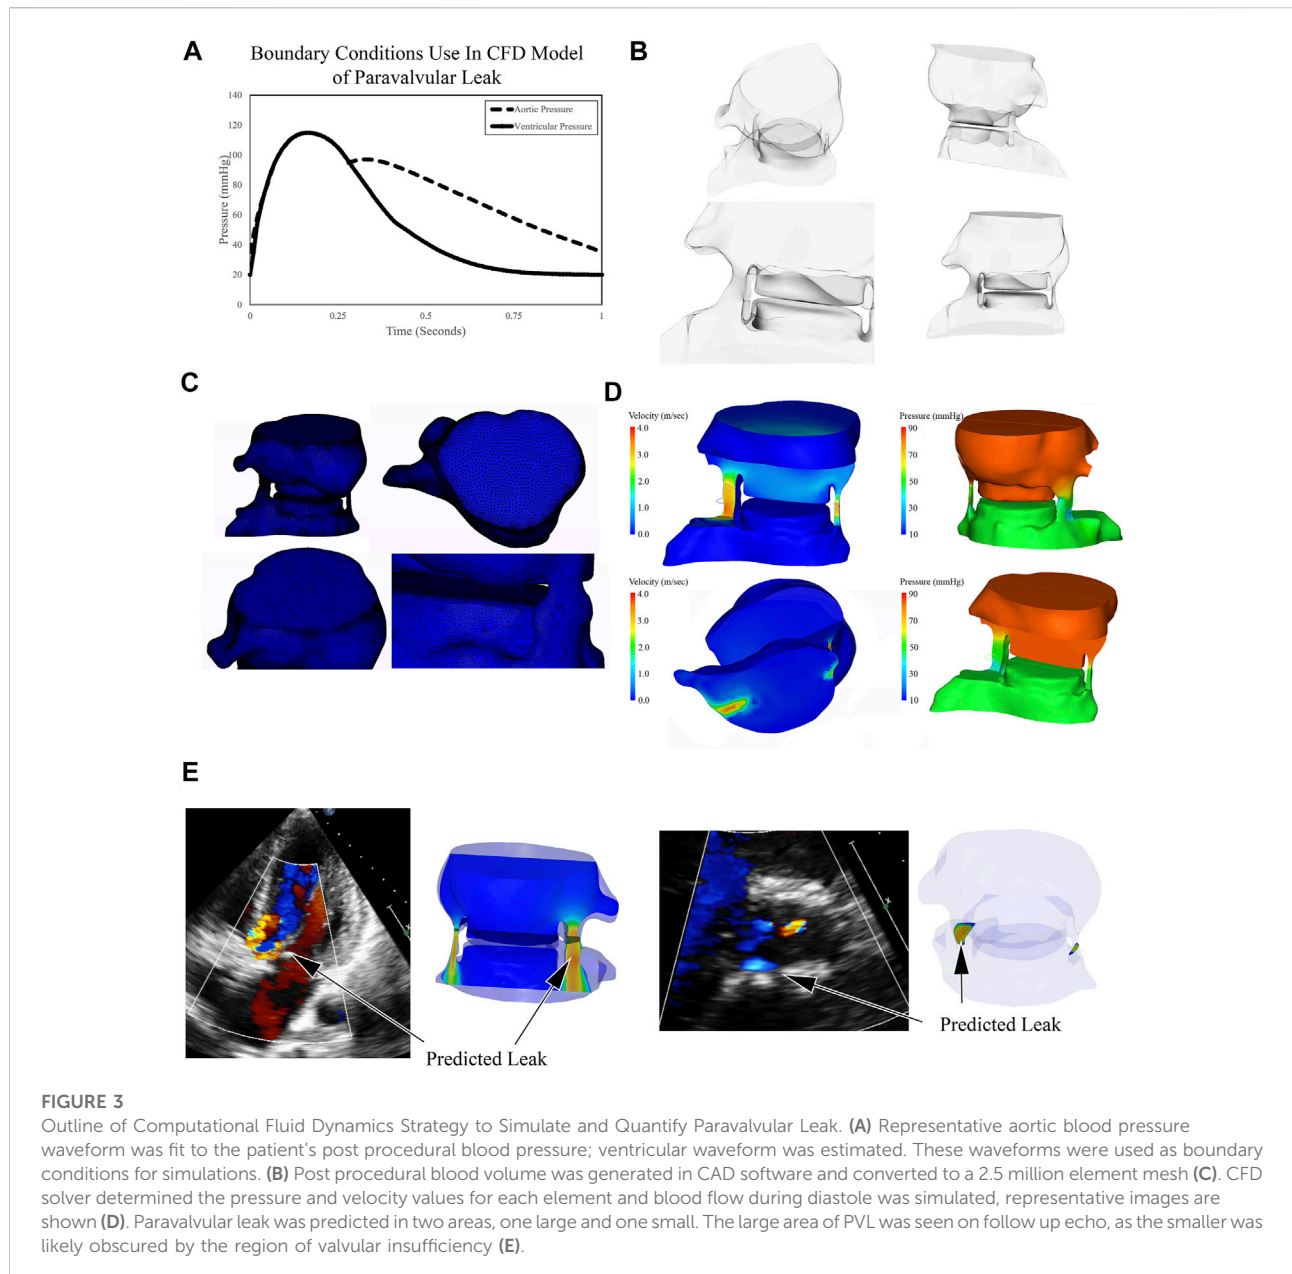 A
Boundary Conditions Use In CFD Model
of Paravalvular Leak
140
120
100
80
60
40
20
0
Pressure (mmHg)
Aortic Pressure
Ventricular Pressure
0
0.25
0.5
0.75
1
Time (Seconds)
B
C
D
Velocity (m/sec)
4.0
3.0
2.0
1.0
0.0
Pressure (mmHg)
90
70
50
30
10
Velocity (m/sec)
4.0
3.0
2.0
1.0
0.0
Pressure (mmHg)
90
70
50
30
10
E
Predicted Leak
Predicted Leak
FIGURE 3
Outline of Computational Fluid Dynamics Strategy to Simulate and Quantify Paravalvular Leak. (A) Representative aortic blood pressure
waveform was fit to the patient's post procedural blood pressure; ventricular waveform was estimated. These waveforms were used as boundary
conditions for simulations. (B) Post procedural blood volume was generated in CAD software and converted to a 2.5 million element mesh (C). CFD
solver determined the pressure and velocity values for each element and blood flow during diastole was simulated, representative images are
shown (D). Paravalvular leak was predicted in two areas, one large and one small. The large area of PVL was seen on follow up echo, as the smaller was
likely obscured by the region of valvular insufficiency (E).